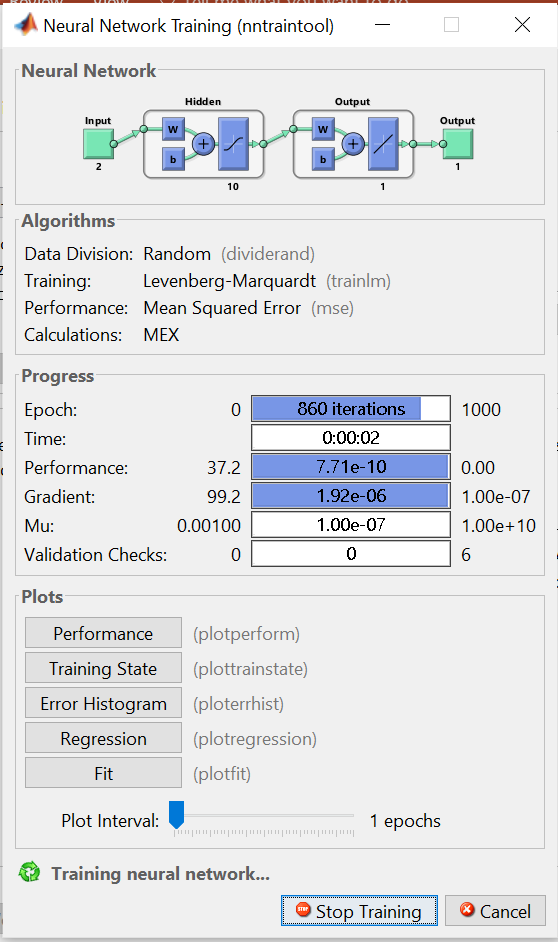 Neural Network Training (nntraintool)
Neural Network
Hidden Output
Input Output
W W
b b
2 10 1 1
Algorithms
Data Division: Random (dividerand)
Training: Levenberg-Marquardt (trainlm)
Performance: Mean Squared Error (mse)
Calculations: MEX
Progress
Epoch: 0 860 iterations 1000
Time: 0:00:02
Performance: 37.2 7.71e-10 0.00
Gradient: 99.2 1.92e-06 1.00e-07
Mu: 0.00100 1.00e-07 1.00e+10
Validation Checks: 0 0 6
Plots
Performance (plotperform)
Training State (plottrainstate)
Error Histogram (ploterrhist)
Regression (plotregression)
Fit (plotfit)
Plot Interval: 1 epochs
Training neural network...
STOP Stop Training Cancel